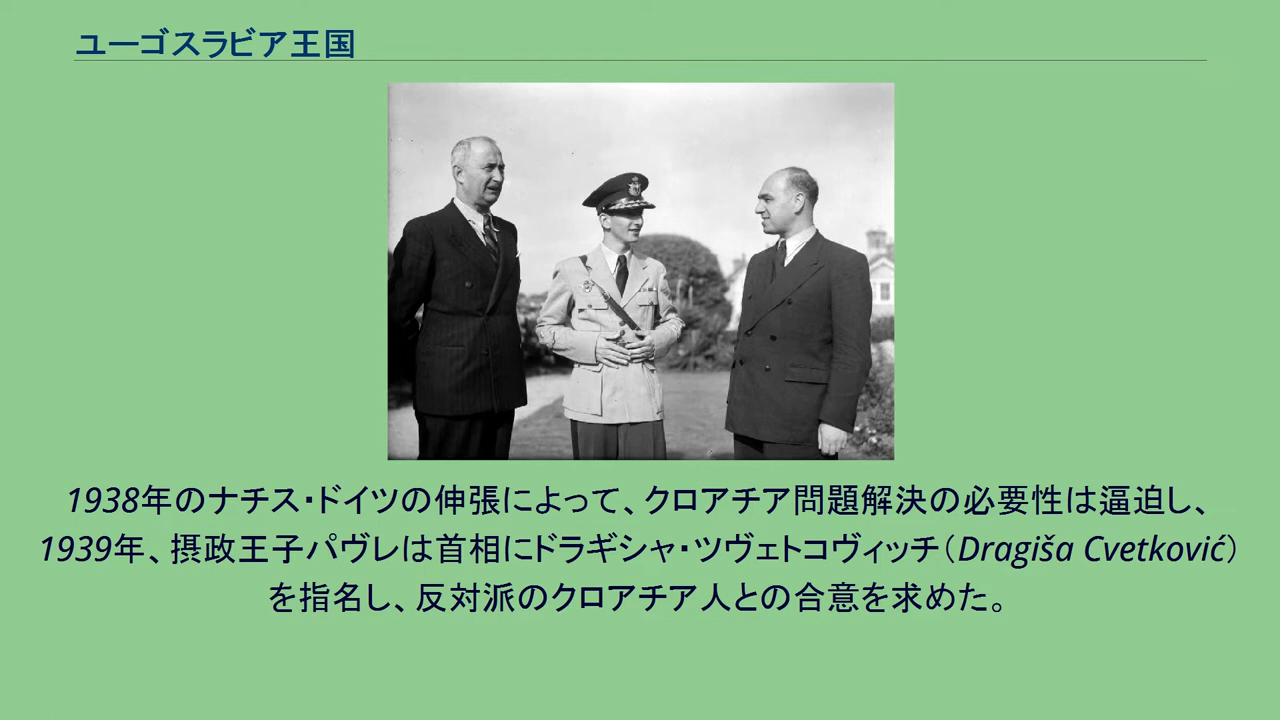 ユーゴスラビア王国
1938年のナチス・ドイツの伸張によって、クロアチア問題解決の必要性は逼迫し、
1939年、摂政王子パヴレは首相にドラギシャ・ツヴェトコヴィッチ（Dragiša Cvetković）
を指名し、反対派のクロアチア人との合意を求めた。